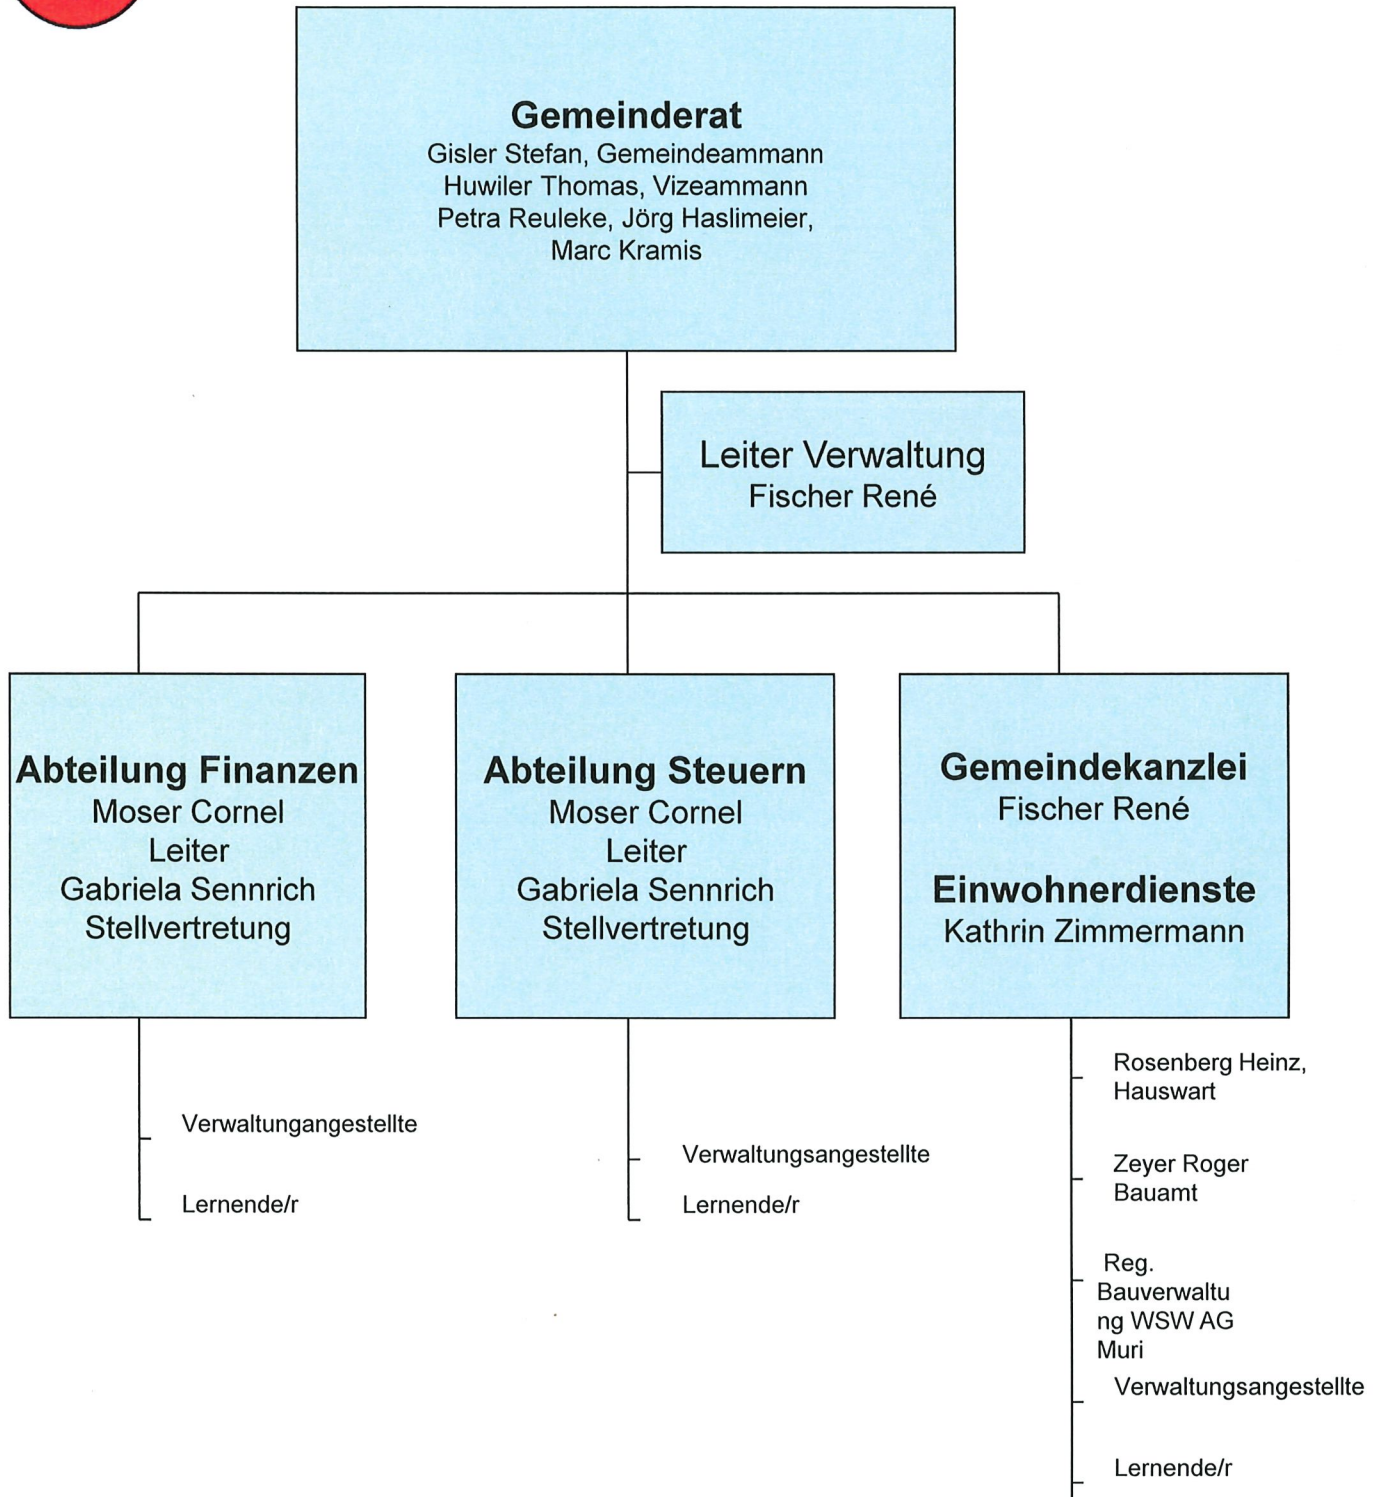 Gemeinderat
Gisler Stefan, Gemeindeammann
Huwiler Thomas, Vizeammann
Petra Reuleke, Jörg Haslimeier,
Marc Kramis
Leiter Verwaltung
Fischer René
Abteilung Finanzen
Moser Cornel
Leiter
Gabriela Sennrich
Stellvertretung
Abteilung Steuern
Moser Cornel
Leiter
Gabriela Sennrich
Stellvertretung
Gemeindekanzlei
Fischer René
Einwohnerdienste
Kathrin Zimmermann
Verwaltungangestellte
Lernende/r
Verwaltungsangestellte
Lernende/r
Rosenberg Heinz,
Hauswart
Zeyer Roger
Bauamt
Reg.
Bauverwaltu
ng WSW AG
Muri
Verwaltungsangestellte
Lernende/r